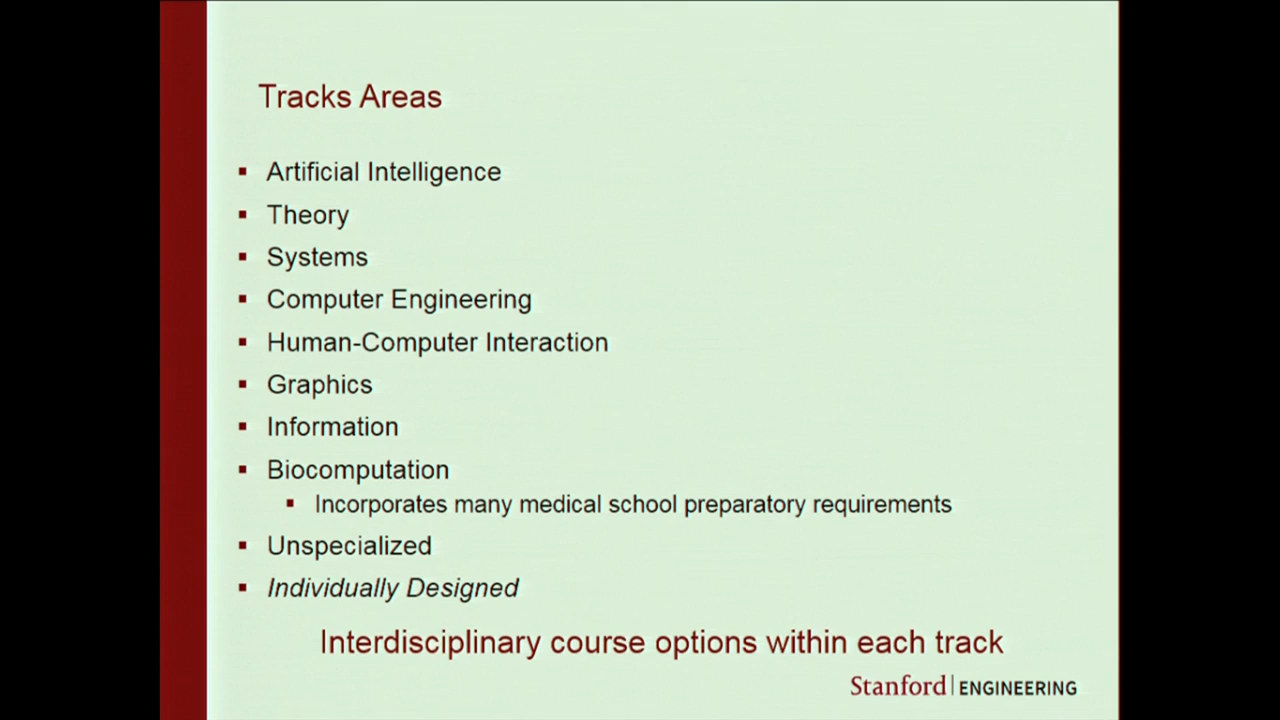 Tracks Areas
Artificial Intelligence
Theory
Systems
Computer Engineering
Human-Computer Interaction
Graphics
Information
Biocomputation
Incorporates many medical school preparatory requirements
Unspecialized
Individually Designed
Interdisciplinary course options within each track
Stanford | ENGINEERING